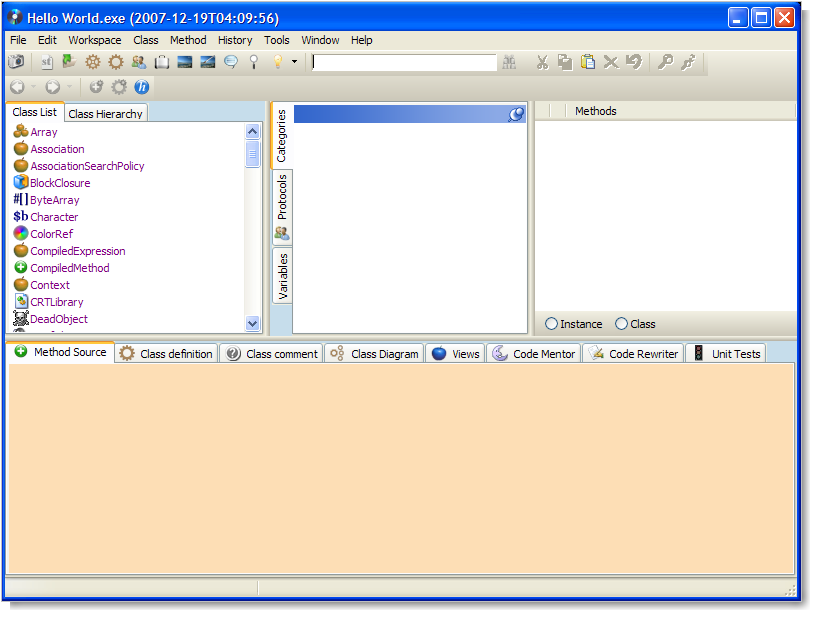 Hello World.exe (2007-12-19T04:09:56)
File Edit Workspace Class Method History Tools Window Help
st
Class List Class Hierarchy
Array
Association
AssociationSearchPolicy
BlockClosure
#[] ByteArray
$b Character
ColorRef
CompiledExpression
CompiledMethod
Context
CRTLibrary
DeadObject
Categories
Protocols
Variables
Methods
Instance Class
Method Source Class definition Class comment Class Diagram Views Code Mentor Code Rewriter Unit Tests